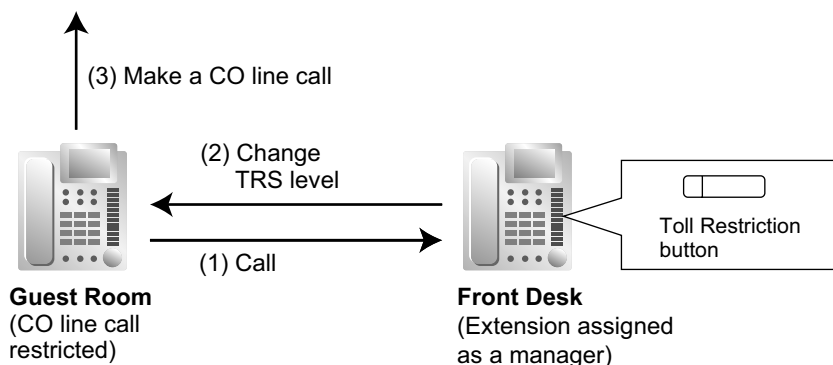 (3) Make a CO line call
(2) Change
TRS level
(1) Call
Toll Restriction
button
Guest Room
(CO line call
restricted)
Front Desk
(Extension assigned
as a manager)